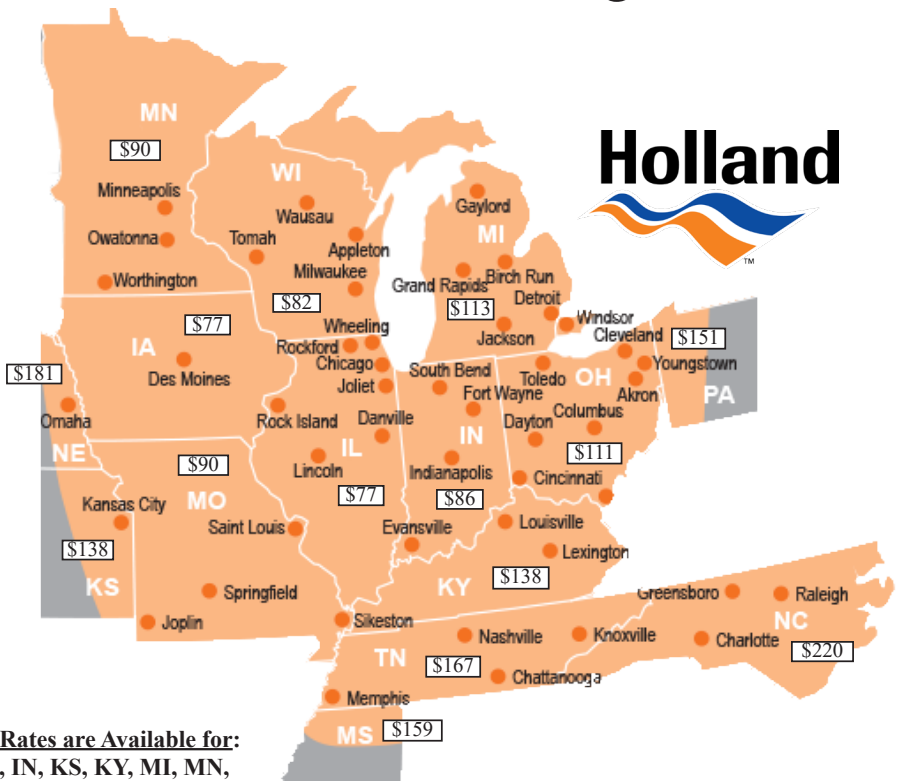 Holland
TM
MN
$90
Minneapolis
Owatonna
Worthington
WI
Wausau
Tomah
Appleton
Milwaukee
$82
Gaylord
MI
Grand Rapids
Birch Run
$113
Detroit
Jackson
Windsor
Cleveland
$151
Youngstown
PA
Wheeling
Rockford
Chicago
Joliet
$77
IA
Des Moines
$181
Omaha
NE
Rock Island
Danville
IL
Lincoln
$77
South Bend
Fort Wayne
IN
Indianapolis
$86
Evansville
Toledo
OH
Akron
Dayton
Columbus
$111
Cincinnati
$90
MO
Kansas City
Saint Louis
$138
KS
Springfield
Joplin
Sikeston
Louisville
Lexington
KY
$138
Greensboro
Raleigh
NC
Charlotte
$220
Nashville
Knoxville
TN
$167
Chattanooga
Memphis
MS
$159
Rates are Available for:
, IN, KS, KY, MI, MN,